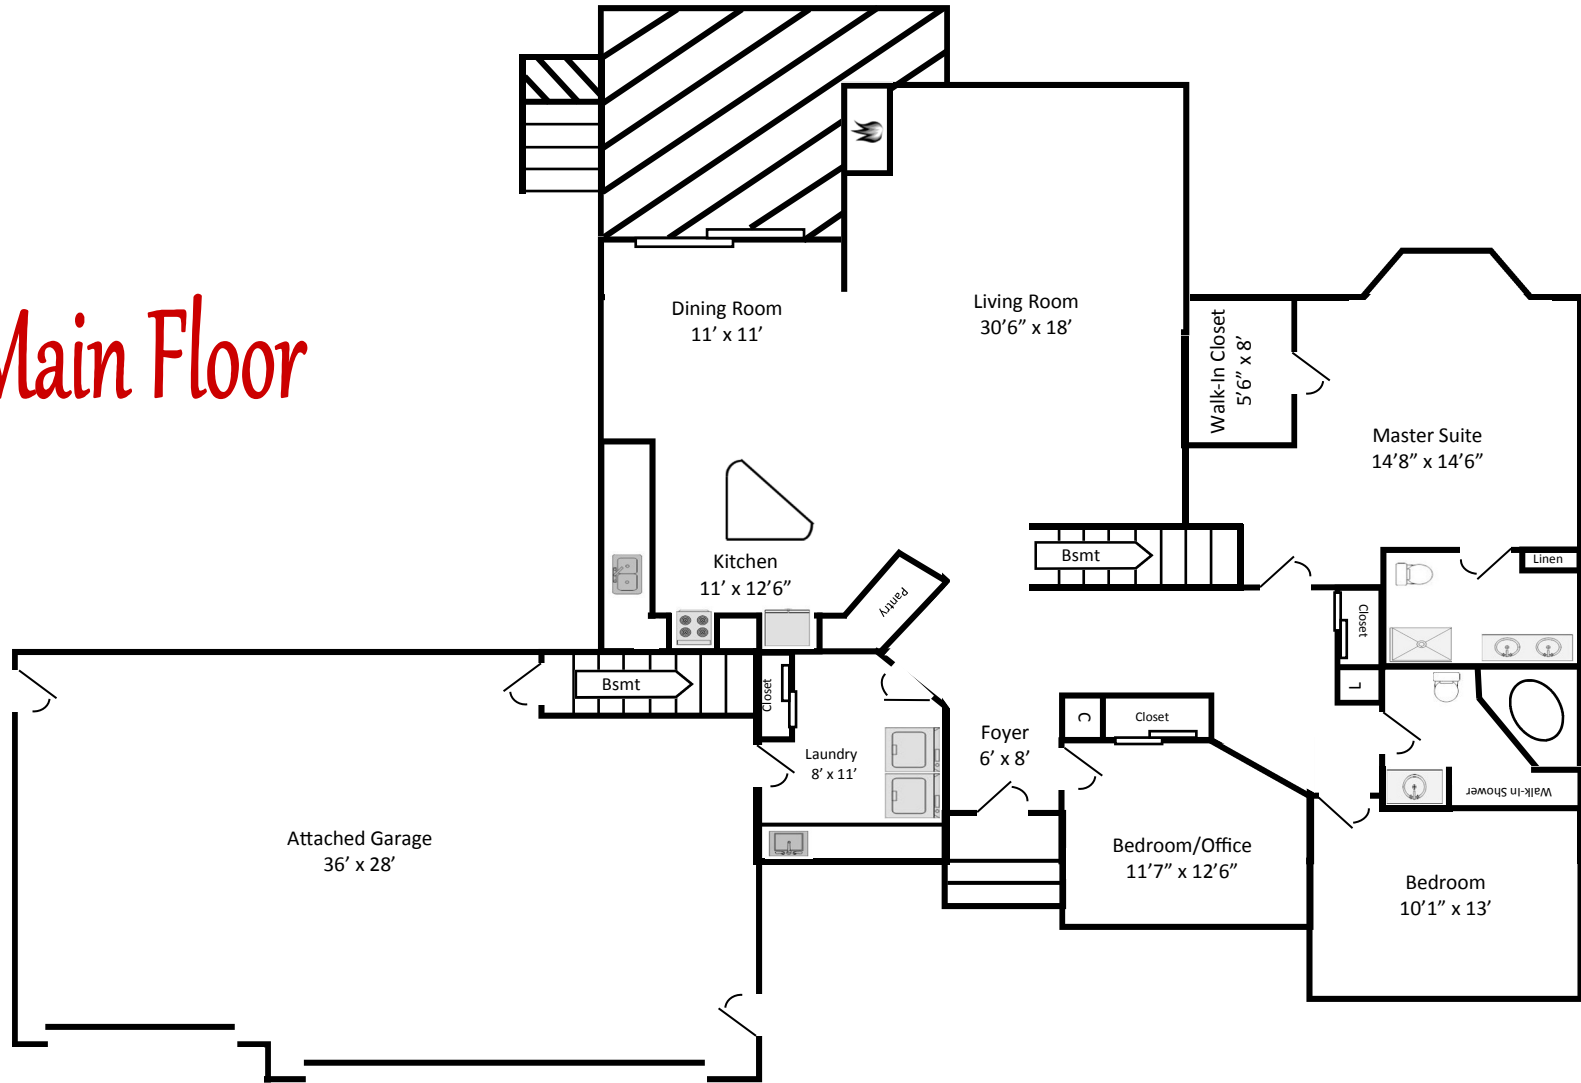 Main Floor
Dining Room
11’ x 11’
Living Room
30’6” x 18’
Walk-In Closet
5’6” x 8’
Master Suite
14’8” x 14’6”
Kitchen
11’ x 12’6”
Pantry
Bsmt
Linen
Closet
L
Bsmt
Closet
Laundry
8’ x 11’
Foyer
6’ x 8’
C
Closet
Walk-In Shower
Attached Garage
36’ x 28’
Bedroom/Office
11’7” x 12’6”
Bedroom
10’1” x 13’